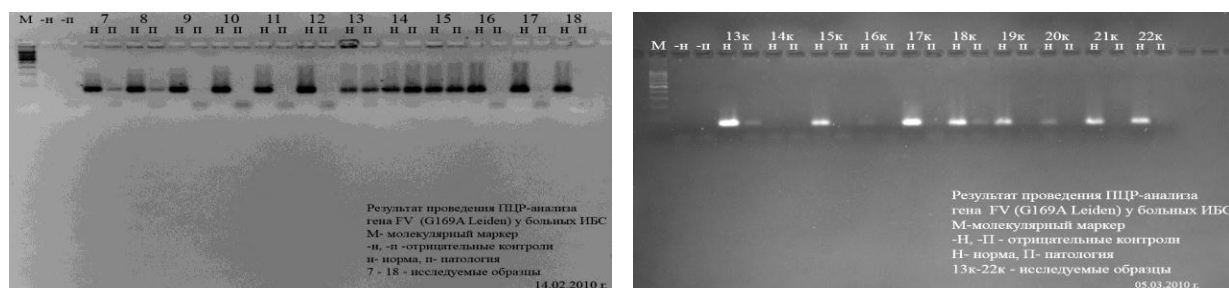 М -н -п 7 8 9 10 11 12 13 14 15 16 17 18
н п н п н п н п н п н п н п н п н п н п н п н
Результат проведения ПЦР-анализа
гена FV (G169A Leiden) у больных ИБС
М- молекулярный маркер
-н, -п -отрицательные контроли
н- норма, п- патология
7 - 18 - исследуемые образцы
14.02.2010 г.
13к 14к 15к 16к 17к 18к 19к 20к 21к 22к
М -н -п н п н п н п н п н п н п н п н п н п н п
Результат проведения ПЦР-анализа
гена FV (G169A Leiden) у больных ИБС
М-молекулярный маркер
-Н, -П - отрицательные контроли
Н- норма, П- патология
13к-22к - исследуемые образцы
05.03.2010 г.